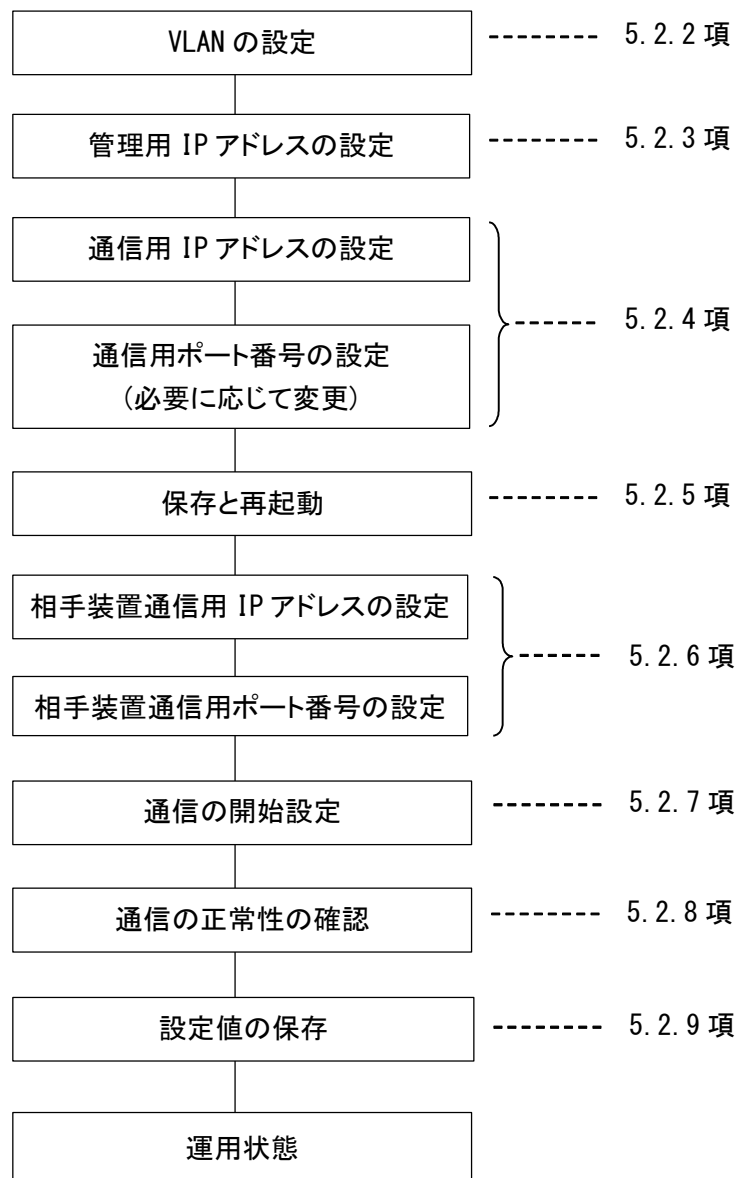 VLAN の設定
5.2.2 項
管理用 IP アドレスの設定
5.2.3 項
通信用 IP アドレスの設定
通信用ポート番号の設定
(必要に応じて変更)
5.2.4 項
保存と再起動
5.2.5 項
相手装置通信用 IP アドレスの設定
相手装置通信用ポート番号の設定
5.2.6 項
通信の開始設定
5.2.7 項
通信の正常性の確認
5.2.8 項
設定値の保存
5.2.9 項
運用状態